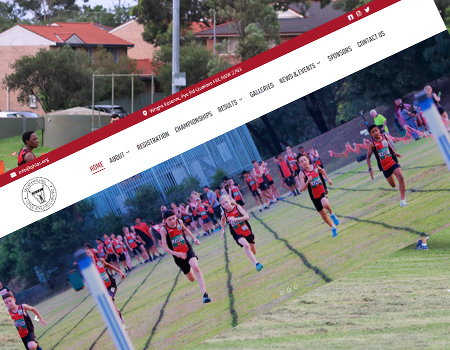 info@qhlac.org Wrights Reserve, Pye Rd Quakers Hill NSW 2763
HOME ABOUT REGISTRATION CHAMPIONSHIPS RESULTS GALLERIES NEWS & EVENTS SPONSORS CONTACT US